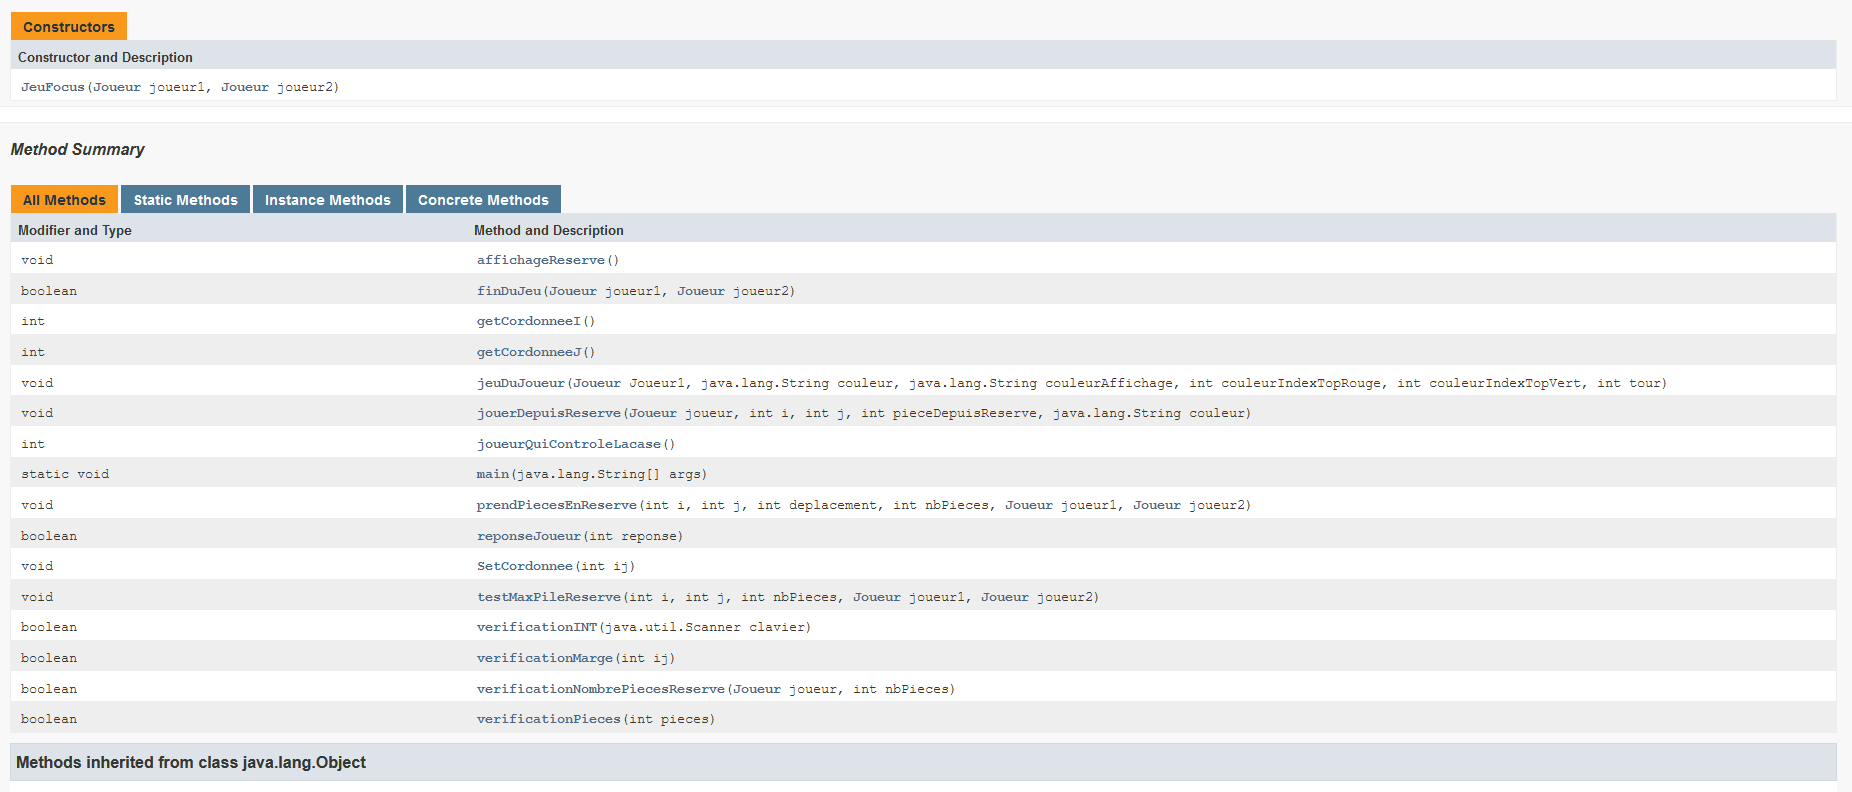 Constructors
Constructor and Description
JeuFocus(Joueur joueur1, Joueur joueur2)
Method Summary
All Methods Static Methods Instance Methods Concrete Methods
Modifier and Type Method and Description
void affichageReserve()
boolean finDuJeu(Joueur joueur1, Joueur joueur2)
int getCordonneeI()
int getCordonneeJ()
void jeuDuJoueur(Joueur Joueur1, java.lang.String couleur, java.lang.String couleurAffichage, int couleurIndexTopRouge, int couleurIndexTopVert, int tour)
void jouerDepuisReserve(Joueur joueur, int i, int j, int pieceDepuisReserve, java.lang.String couleur)
int joueurQuiControleLacase()
static void main(java.lang.String[] args)
void prendPiecesEnReserve(int i, int j, int deplacement, int nbPieces, Joueur joueur1, Joueur joueur2)
boolean reponseJoueur(int reponse)
void SetCordonnee(int ij)
void testMaxPileReserve(int i, int j, int nbPieces, Joueur joueur1, Joueur joueur2)
boolean verificationINT(java.util.Scanner clavier)
boolean verificationMarge(int ij)
boolean verificationNombrePiecesReserve(Joueur joueur, int nbPieces)
boolean verificationPieces(int pieces)
Methods inherited from class java.lang.Object